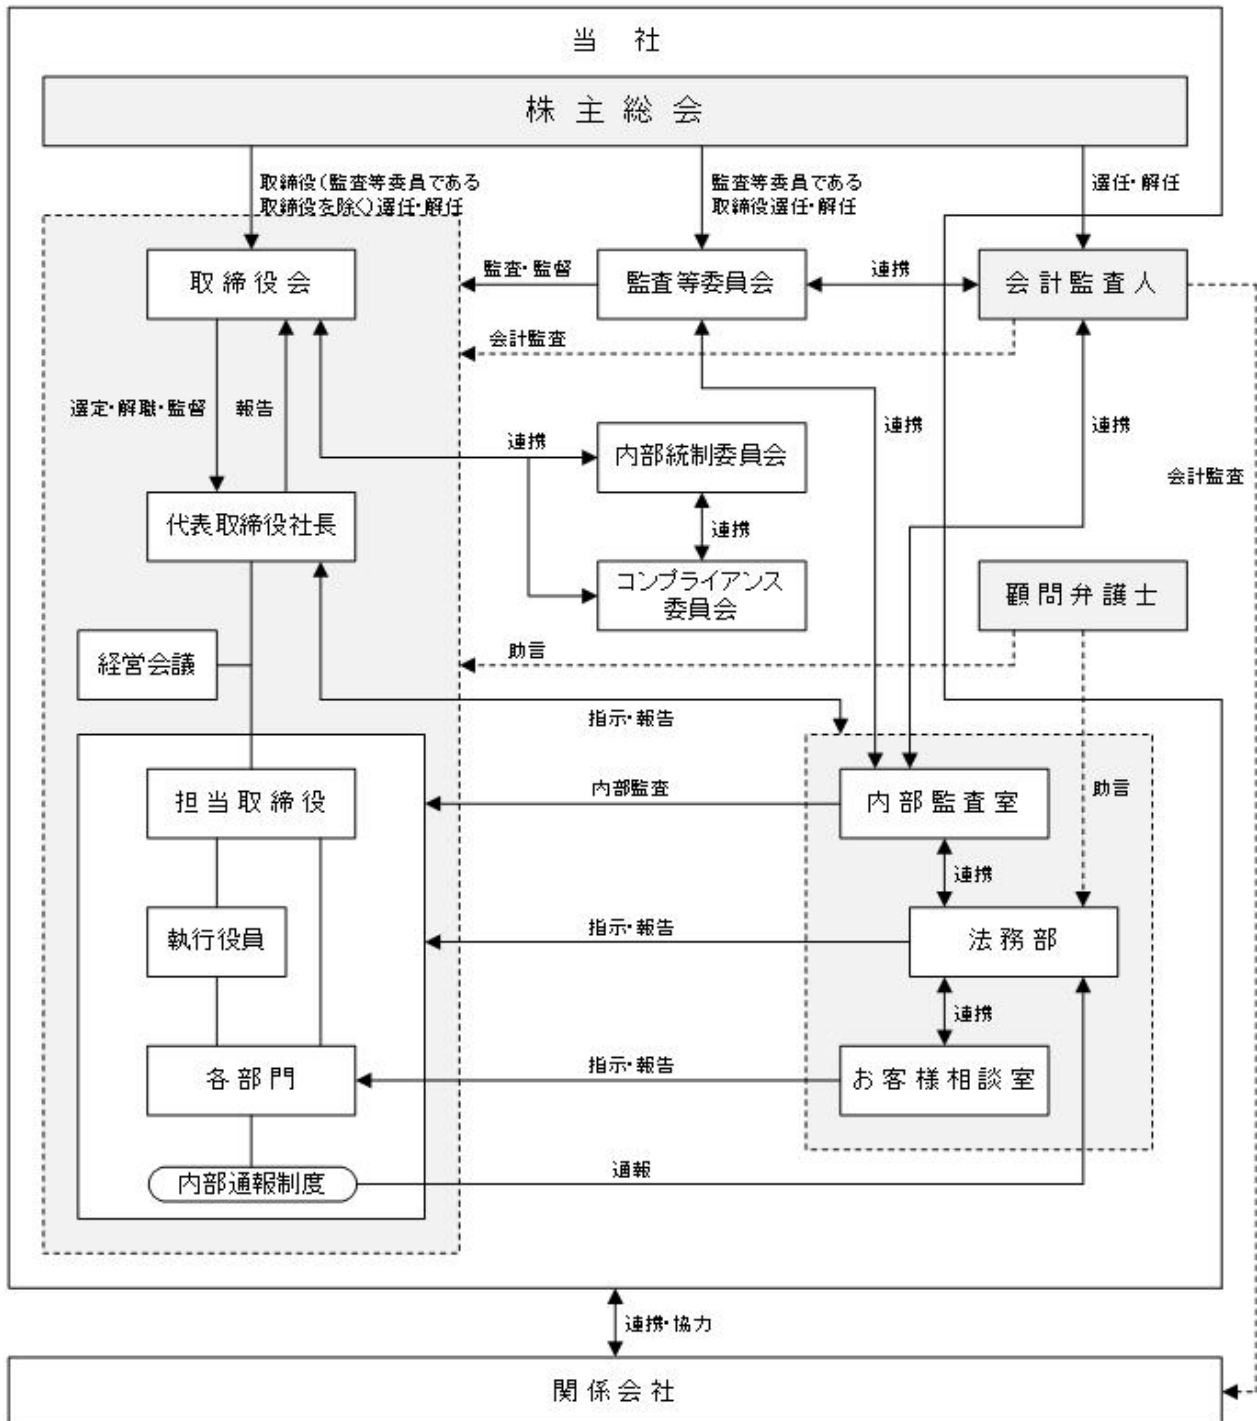 当　社
株 主 総 会
取締役（監査等委員である
取締役を除く）選任・解任
監査等委員である
取締役選任・解任
選任・解任
取 締 役 会
監査・監督
監査等委員会
連携
会 計 監 査 人
会計監査
選定・解職・監督
報告
連携
内部統制委員会
連携
連携
会計監査
代表取締役社長
連携
コンプライアンス
委員会
顧 問 弁 護 士
経営会議
助言
指示・報告
担 当 取 締 役
内部監査
内 部 監 査 室
助言
連携
執行役員
指示・報告
法 務 部
連携
各 部 門
指示・報告
お 客 様 相 談 室
内部通報制度
通報
連携・協力
関 係 会 社